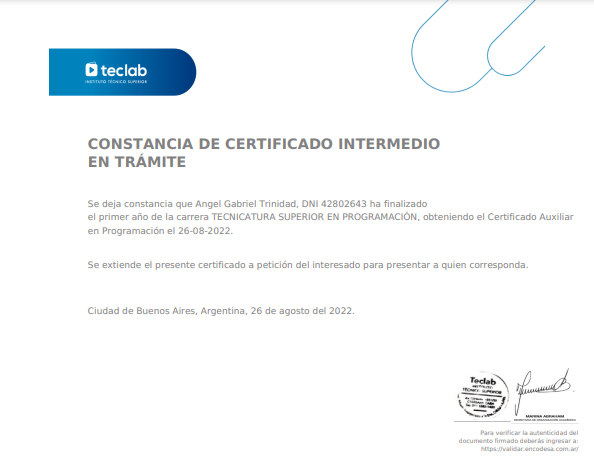 teclab
INSTITUTO TÉCNICO SUPERIOR
CONSTANCIA DE CERTIFICADO INTERMEDIO
EN TRÁMITE
Se deja constancia que Angel Gabriel Trinidad, DNI 42802643 ha finalizado
el primer año de la carrera TECNICATURA SUPERIOR EN PROGRAMACIÓN, obteniendo el Certificado Auxiliar
en Programación el 26-08-2022.
Se extiende el presente certificado a petición del interesado para presentar a quien corresponda.
Ciudad de Buenos Aires, Argentina, 26 de agosto del 2022.
Teclab
INSTITUTO
TECNICO SUPERIOR
MARINA ABRAHAM
Para verificar la autenticidad del
documento firmado deberás ingresar a:
https://validar.encodesa.com.ar/